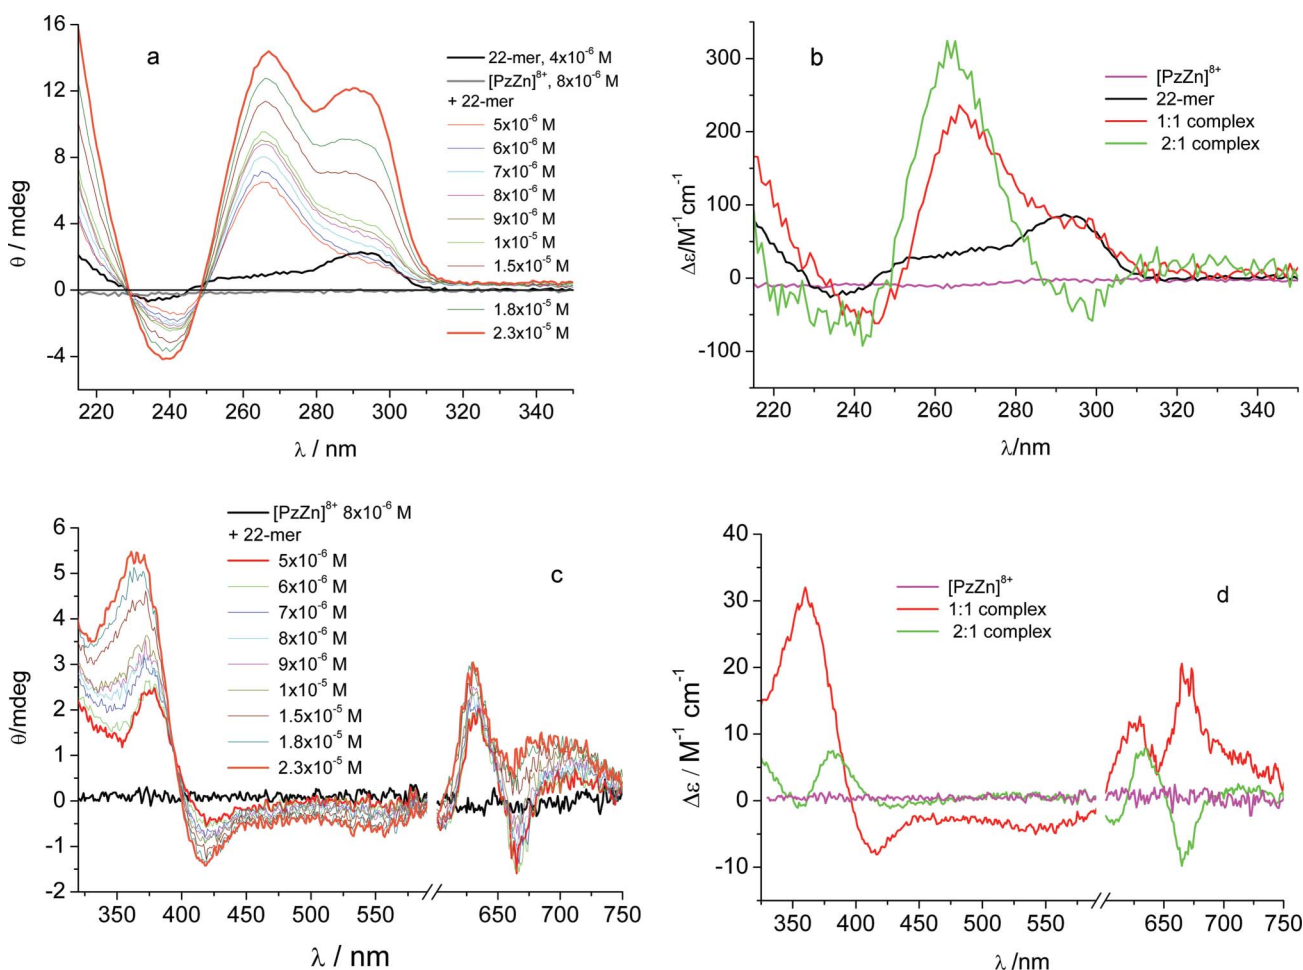 a
22-mer, 4x10⁻⁶ M
[PzZn]⁸⁺, 8x10⁻⁶ M
+ 22-mer
5x10⁻⁶ M
6x10⁻⁶ M
7x10⁻⁶ M
8x10⁻⁶ M
9x10⁻⁶ M
1x10⁻⁵ M
1.5x10⁻⁵ M
1.8x10⁻⁵ M
2.3x10⁻⁵ M
16
12
8
4
0
-4
θ / mdeg
220 240 260 280 300 320 340
λ / nm
b
[PzZn]⁸⁺
22-mer
1:1 complex
2:1 complex
300
200
100
0
-100
Δε/M⁻¹cm⁻¹
220 240 260 280 300 320 340
λ/nm
c
[PzZn]⁸⁺ 8x10⁻⁶ M
+ 22-mer
5x10⁻⁶ M
6x10⁻⁶ M
7x10⁻⁶ M
8x10⁻⁶ M
9x10⁻⁶ M
1x10⁻⁵ M
1.5x10⁻⁵ M
1.8x10⁻⁵ M
2.3x10⁻⁵ M
6
5
4
3
2
1
0
-1
-2
θ/mdeg
350 400 450 500 550 650 700 750
λ / nm
d
[PzZn]⁸⁺
1:1 complex
2:1 complex
40
30
20
10
0
-10
Δε / M⁻¹ cm⁻¹
350 400 450 500 550 650 700 750
λ /nm